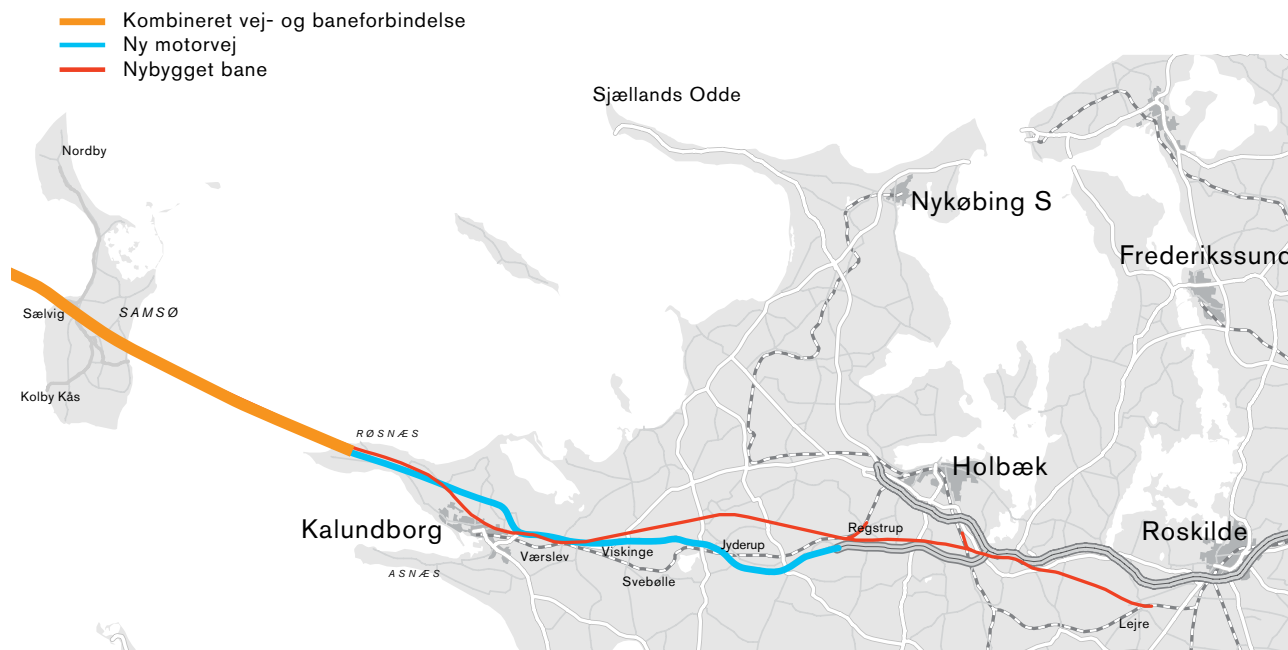 Kombineret vej- og baneforbindelse
Ny motorvej
Nybygget bane
Sjællands Odde
Nordby
Nykøbing S
Frederikssund
Sælvig
SAMSØ
Kolby Kås
RØSNÆS
Holbæk
Kalundborg
Regstrup
Roskilde
Jyderup
Viskinge
Værslev
ASNÆS
Svebølle
Lejre